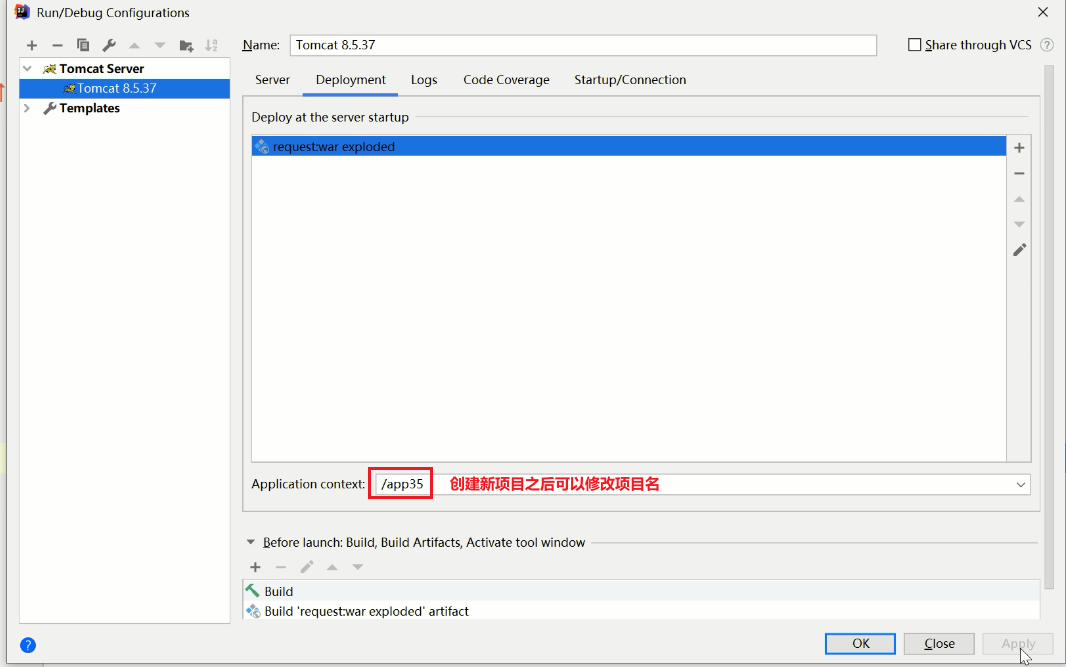 Run/Debug Configurations
Name: Tomcat 8.5.37
Share through VCS ?
Tomcat Server
Tomcat 8.5.37
Templates
Server Deployment Logs Code Coverage Startup/Connection
Deploy at the server startup
request:war exploded
Application context: /app35 创建新项目之后可以修改项目名
Before launch: Build, Build Artifacts, Activate tool window
Build
Build 'request:war exploded' artifact
? OK Close Apply